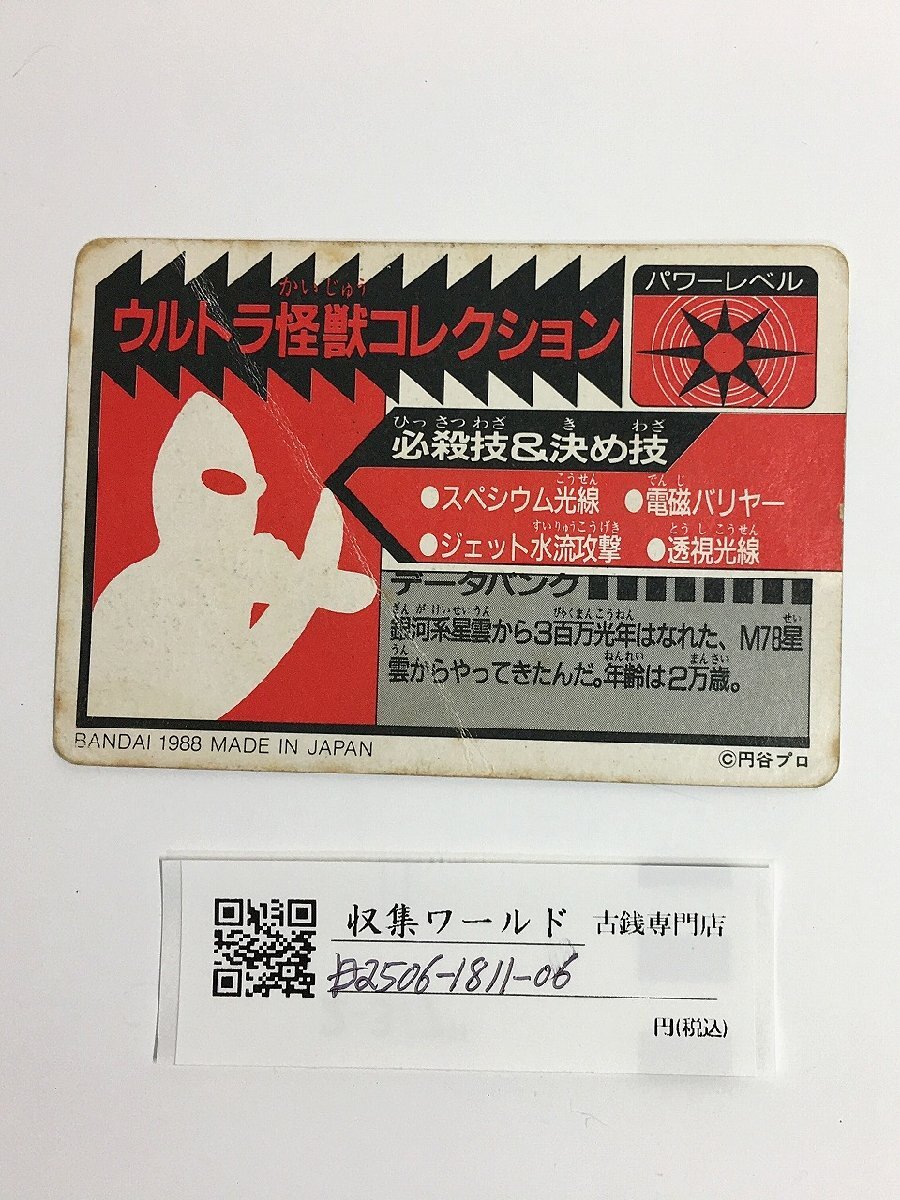 かいじゅう
ウルトラ怪獣コレクション
パワーレベル
ひっさつわざ き わざ
必殺技&決め技
こうせん でんじ
●スペシウム光線 ●電磁バリヤー
すいりゅうこうげき とうしこうせん
●ジェット水流攻撃 ●透視光線
データバンク
ぎんがけいせいうん びゃくまんこうねん せい
銀河系星雲から3百万光年はなれた、M78星
うん ねんれい まんさい
雲からやってきたんだ。年齢は2万歳。
BANDAI 1988 MADE IN JAPAN
©円谷プロ
収集ワールド 古銭専門店
2506-1811-06
円(税込)